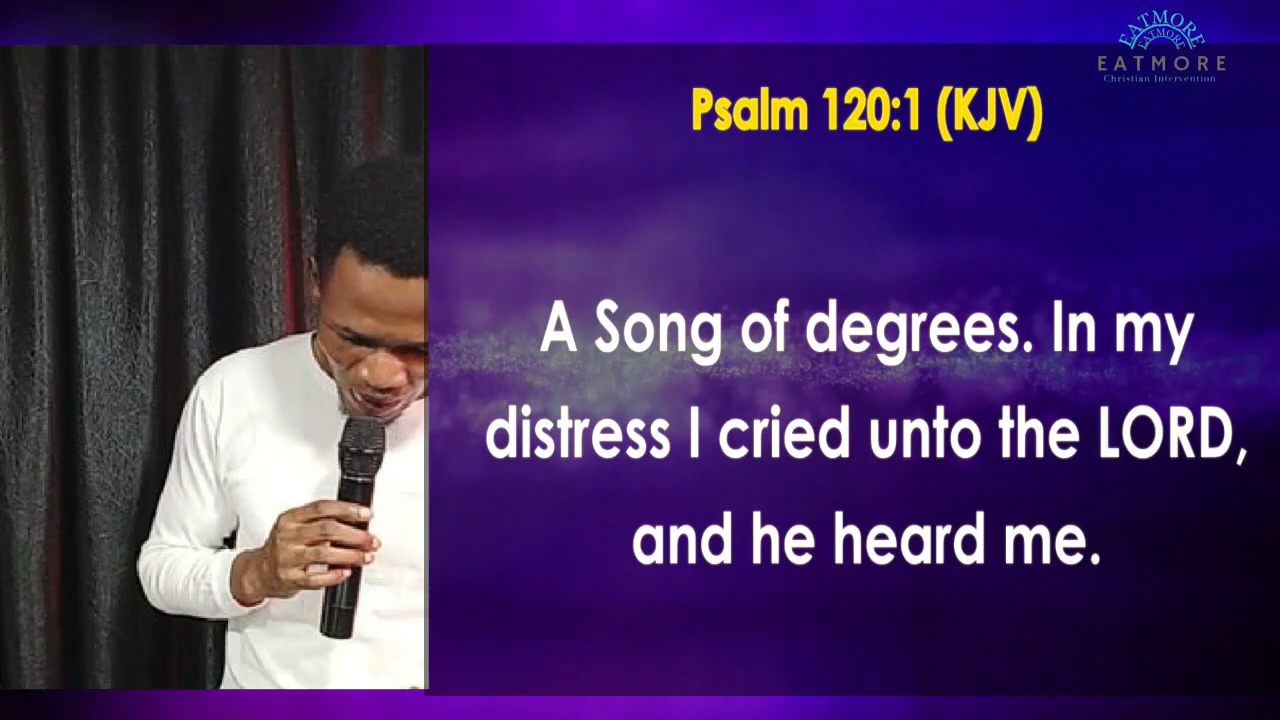 EATMORE
EATMORE
EATMORE
Christian Intervention
Psalm 120:1 (KJV)
A Song of degrees. In my
distress I cried unto the LORD,
and he heard me.